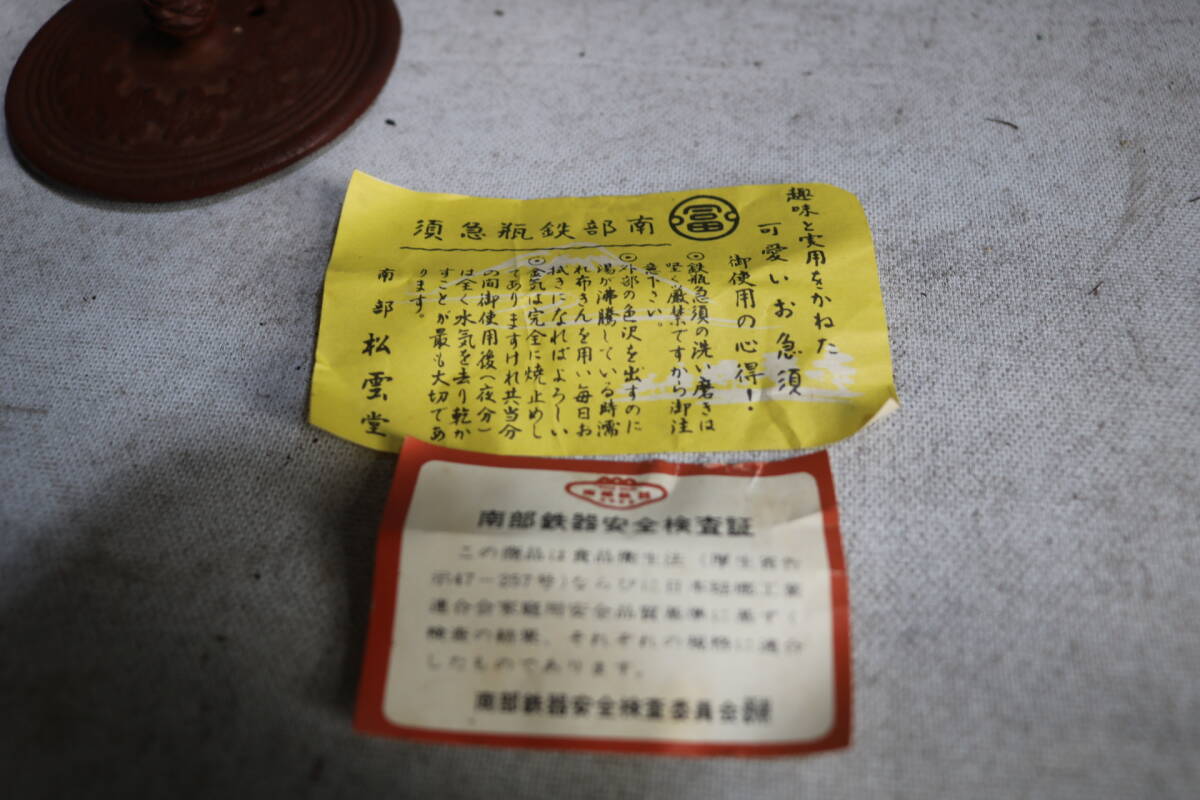 趣味と実用をかねた
可愛いお急須
御使用の心得!
冨
南部鉄瓶急須
⊙鉄瓶急須の洗い磨きは
堅く厳禁ですから御注
意下さい。
⊙外部の色沢を出すのに
湯が沸騰している時濡
れ布きんを用い毎日お
拭きになればよろしい
⊙金気は完全に焼止めし
てありますけれ共当分
の間御使用後(夜分)
は全く水気を去り乾か
すことが最も大切であ
ります。
南部 松雲堂
南部鉄器
南部鉄器安全検査証
この商品は食品衛生法(厚生省告
示47-257号)ならびに日本
連合会家庭用安全品質基準に基ずく
検査の結果、それぞれの規格に適合
したものであります。
南部鉄器安全検査委員会